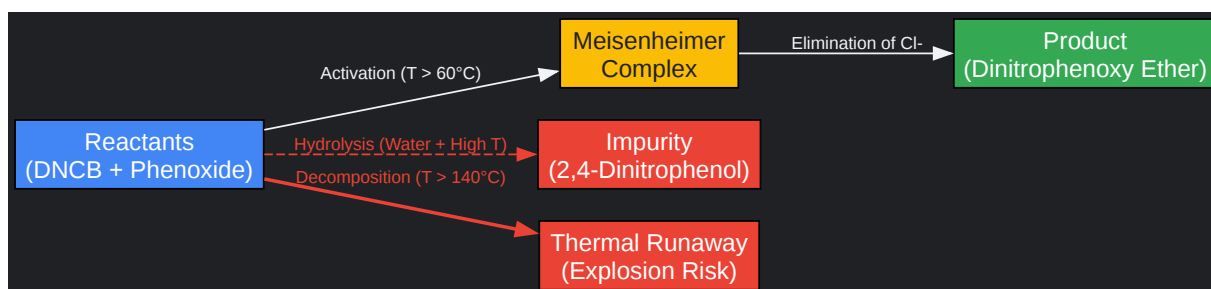 Meisenheimer
Complex
Elimination of Cl-
Product
(Dinitrophenoxy Ether)
Activation (T > 60°C)
Reactants
(DNCB + Phenoxide)
Hydrolysis (Water + High T)
Impurity
(2,4-Dinitrophenol)
Decomposition (T > 140°C)
Thermal Runaway
(Explosion Risk)